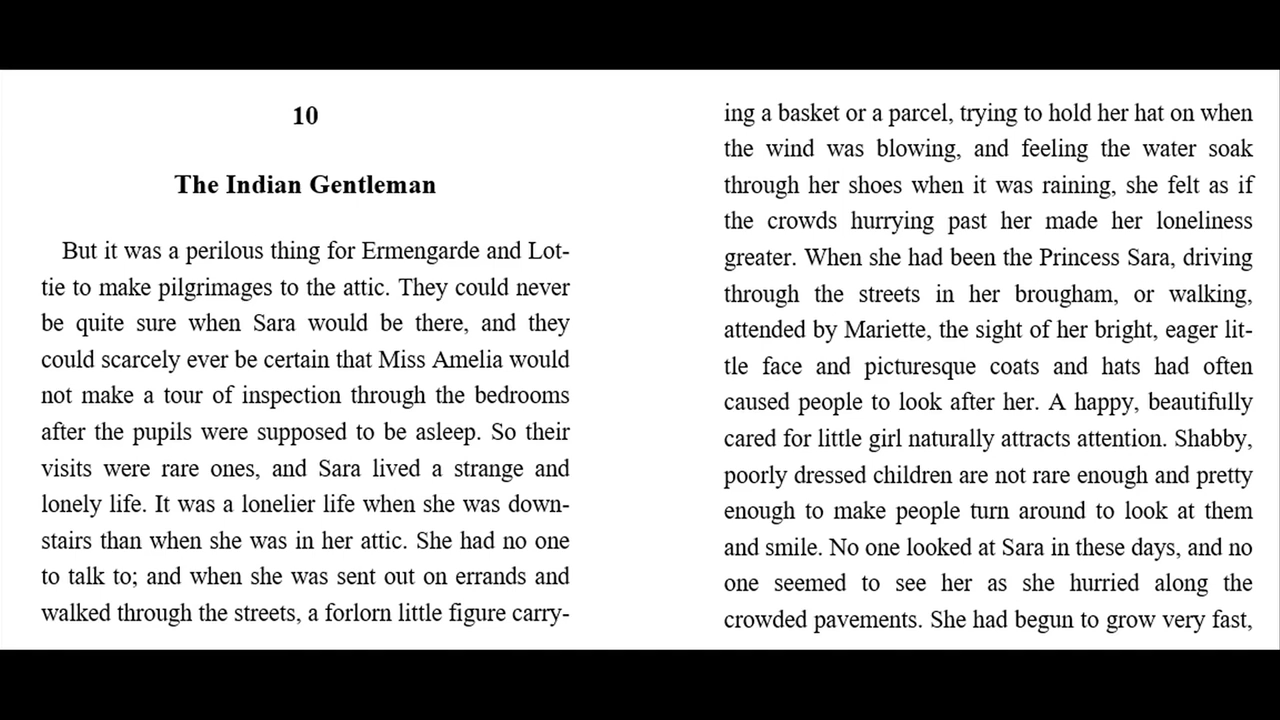 10
The Indian Gentleman
But it was a perilous thing for Ermengarde and Lot-
tie to make pilgrimages to the attic. They could never
be quite sure when Sara would be there, and they
could scarcely ever be certain that Miss Amelia would
not make a tour of inspection through the bedrooms
after the pupils were supposed to be asleep. So their
visits were rare ones, and Sara lived a strange and
lonely life. It was a lonelier life when she was down-
stairs than when she was in her attic. She had no one
to talk to; and when she was sent out on errands and
walked through the streets, a forlorn little figure carry-
ing a basket or a parcel, trying to hold her hat on when
the wind was blowing, and feeling the water soak
through her shoes when it was raining, she felt as if
the crowds hurrying past her made her loneliness
greater. When she had been the Princess Sara, driving
through the streets in her brougham, or walking,
attended by Mariette, the sight of her bright, eager lit-
tle face and picturesque coats and hats had often
caused people to look after her. A happy, beautifully
cared for little girl naturally attracts attention. Shabby,
poorly dressed children are not rare enough and pretty
enough to make people turn around to look at them
and smile. No one looked at Sara in these days, and no
one seemed to see her as she hurried along the
crowded pavements. She had begun to grow very fast,